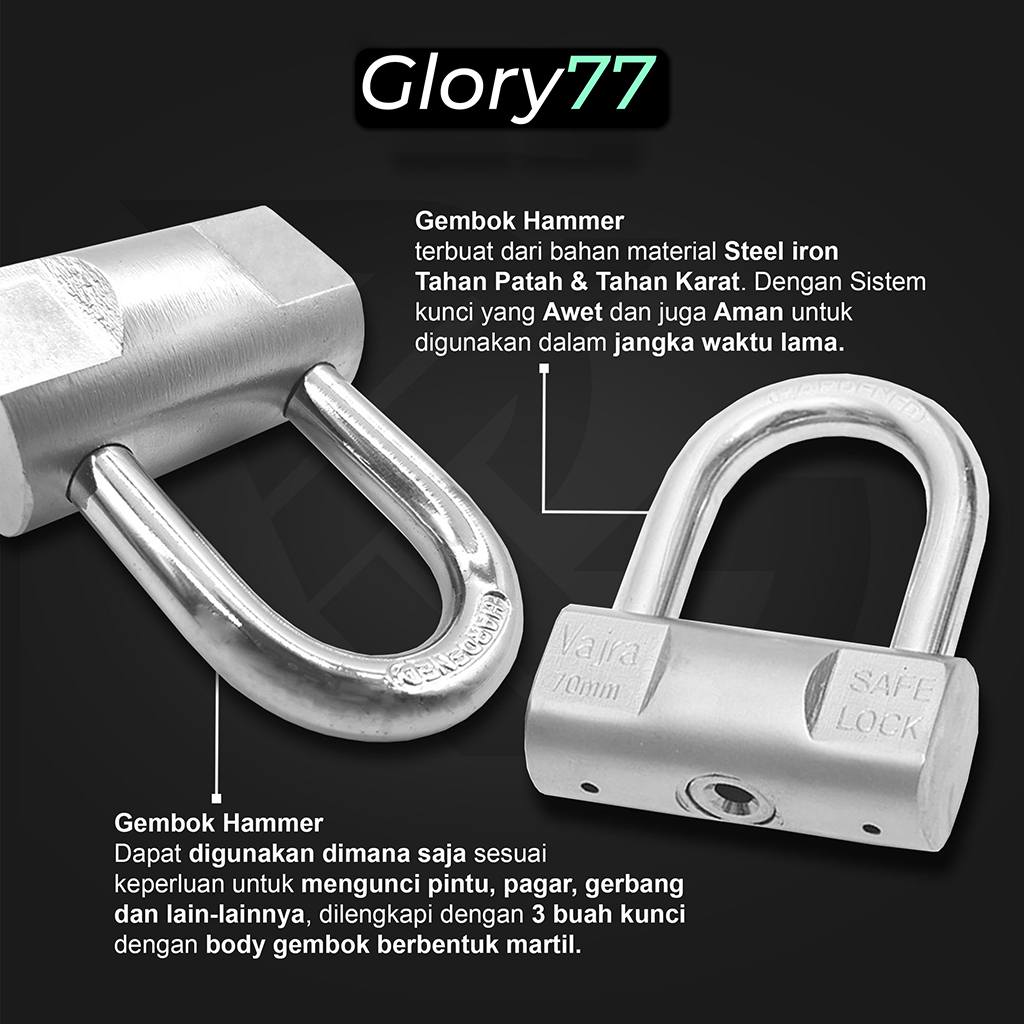 Glory77
Gembok Hammer
terbuat dari bahan material Steel iron
Tahan Patah & Tahan Karat. Dengan Sistem
kunci yang Awet dan juga Aman untuk
digunakan dalam jangka waktu lama.
HARDENED
HARDENED
Vajra
70mm
SAFE
LOCK
Gembok Hammer
Dapat digunakan dimana saja sesuai
keperluan untuk mengunci pintu, pagar, gerbang
dan lain-lainnya, dilengkapi dengan 3 buah kunci
dengan body gembok berbentuk martil.